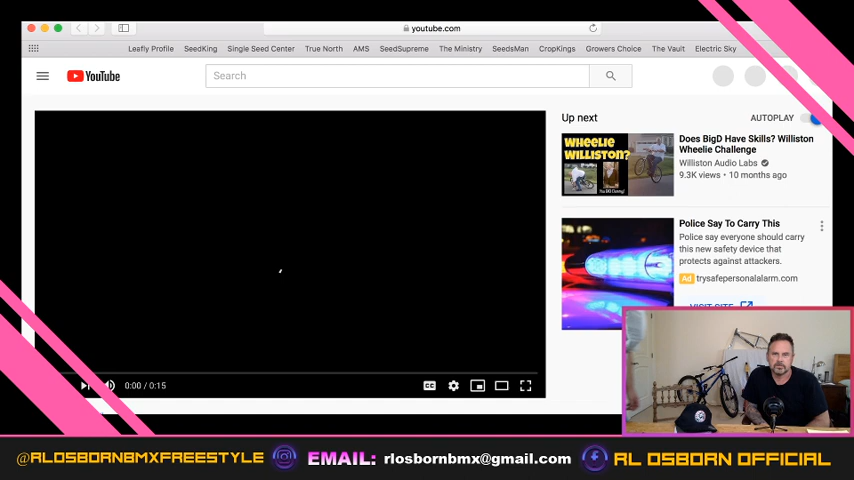 youtube.com
Leafly Profile SeedKing Single Seed Center True North AMS SeedSupreme The Ministry SeedsMan CropKings Growers Choice The Vault Electric Sky
YouTube
Search
Up next
AUTOPLAY
WHEELIE
WILLISTON?
Does BigD Have Skills? Williston
Wheelie Challenge
Williston Audio Labs
9.3K views • 10 months ago
Police Say To Carry This
Police say everyone should carry
this new safety device that
protects against attackers.
Ad trysafepersonalalarm.com
VISIT SITE
0:00 / 0:15
CC
@RLOSBORNBMXFREESTYLE EMAIL: rlosbornbmx@gmail.com RL OSBORN OFFICIAL